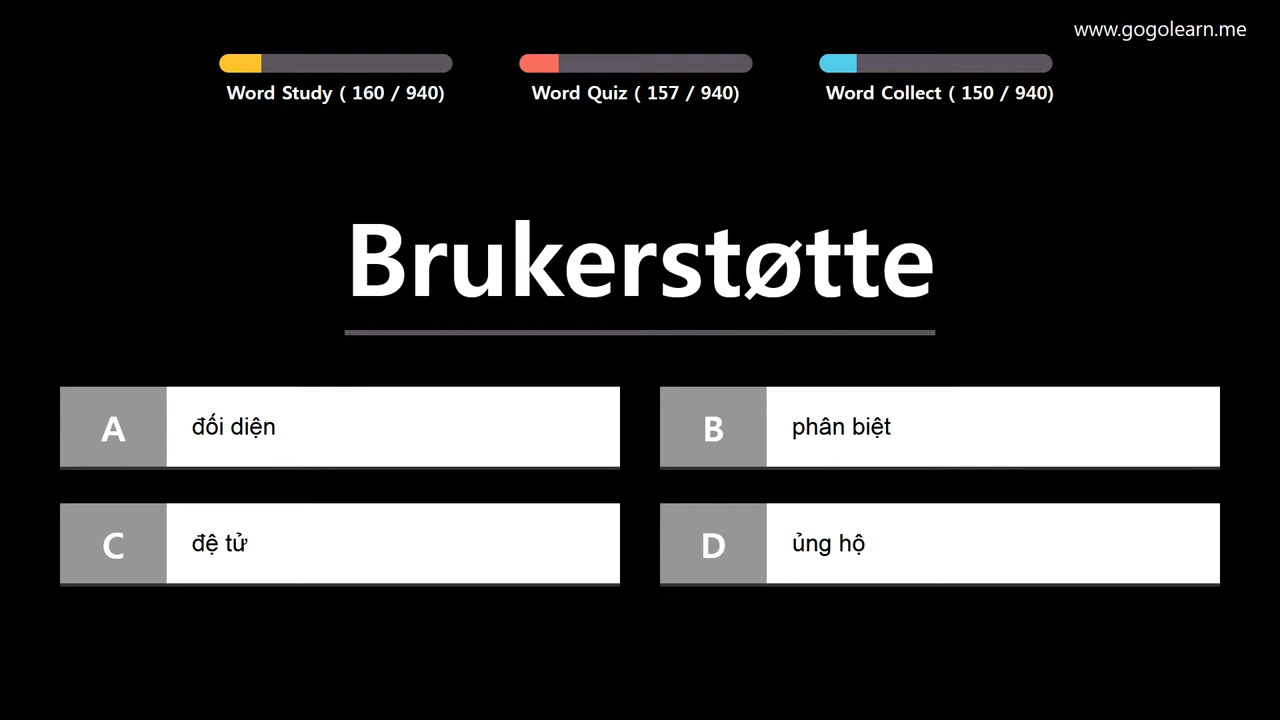 www.gogolearn.me
Word Study ( 160 / 940)
Word Quiz ( 157 / 940)
Word Collect ( 150 / 940)
Brukerstøtte
A
đối diện
B
phân biệt
C
đệ tử
D
ủng hộ